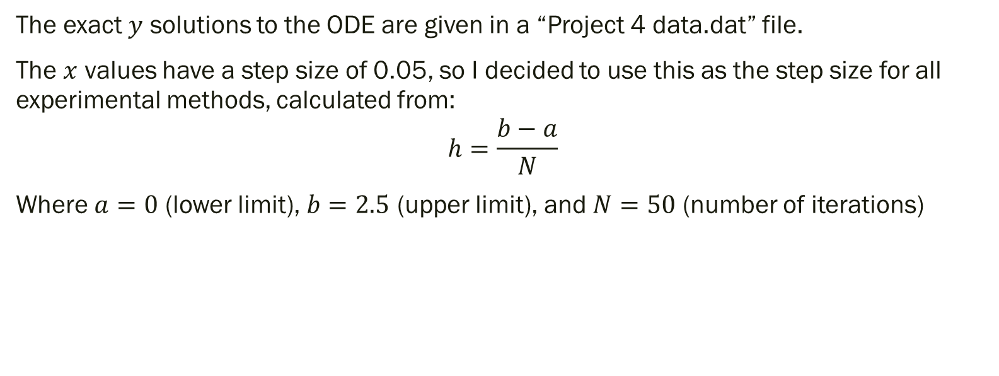 The exact y solutions to the ODE are given in a “Project 4 data.dat” file.
The x values have a step size of 0.05, so I decided to use this as the step size for all
experimental methods, calculated from:
h = \frac{b − a}{N}
Where a = 0 (lower limit), b = 2.5 (upper limit), and N = 50 (number of iterations)